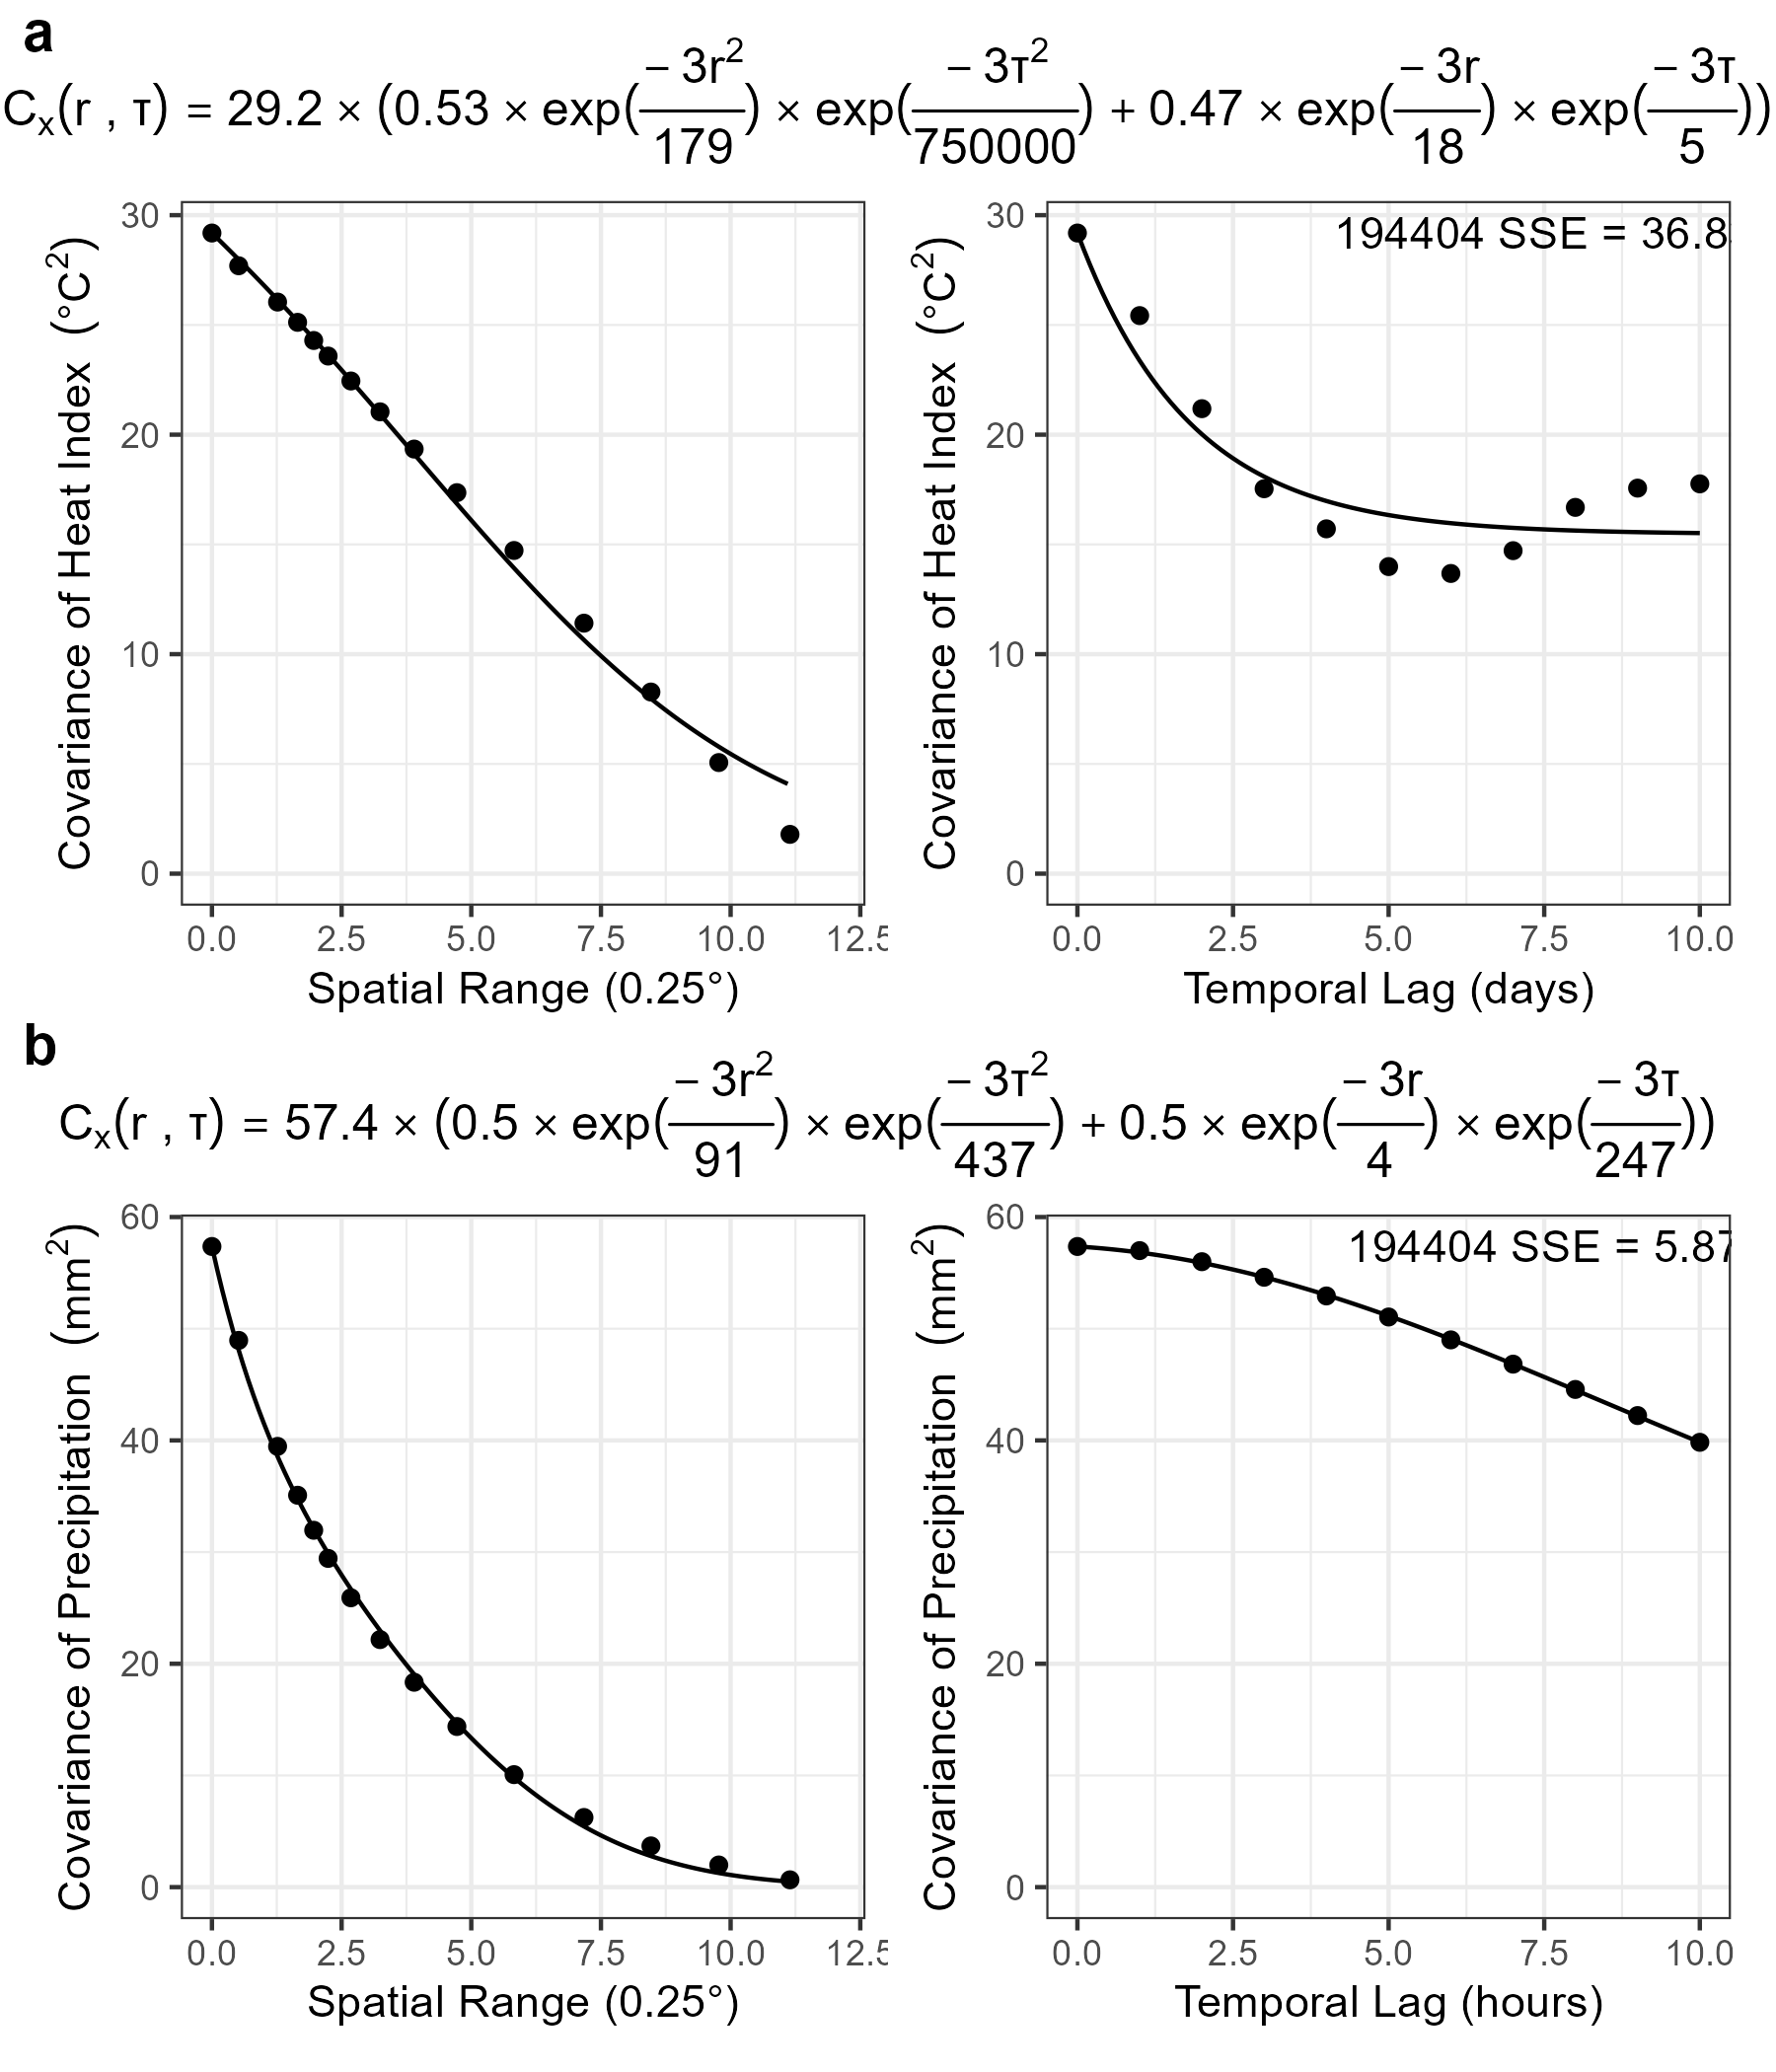 a
Cx(r , τ) = 29.2 × (0.53 × exp(− 3r²/179) × exp(− 3τ²/750000) + 0.47 × exp(− 3r/18) × exp(− 3τ/5))
30
20
10
0
Covariance of Heat Index (°C²)
0.0 2.5 5.0 7.5 10.0 12.5
Spatial Range (0.25°)
194404 SSE = 36.8
30
20
10
0
Covariance of Heat Index (°C²)
0.0 2.5 5.0 7.5 10.0
Temporal Lag (days)
b
Cx(r , τ) = 57.4 × (0.5 × exp(− 3r²/91) × exp(− 3τ²/437) + 0.5 × exp(− 3r/4) × exp(− 3τ/247))
60
40
20
0
Covariance of Precipitation (mm²)
0.0 2.5 5.0 7.5 10.0 12.5
Spatial Range (0.25°)
194404 SSE = 5.87
60
40
20
0
Covariance of Precipitation (mm²)
0.0 2.5 5.0 7.5 10.0
Temporal Lag (hours)